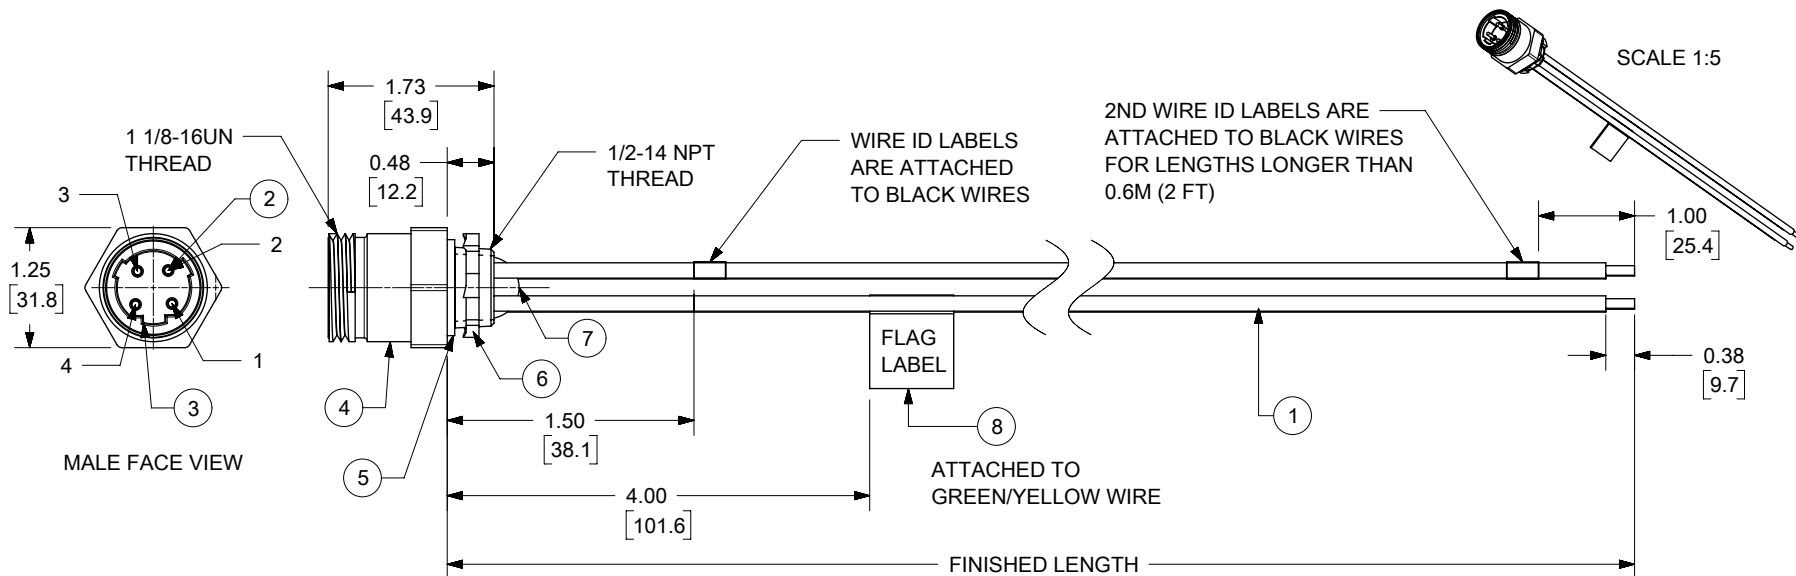 1.73
[43.9]
1 1/8-16UN
THREAD
0.48
[12.2]
1/2-14 NPT
THREAD
WIRE ID LABELS
ARE ATTACHED
TO BLACK WIRES
2ND WIRE ID LABELS ARE
ATTACHED TO BLACK WIRES
FOR LENGTHS LONGER THAN
0.6M (2 FT)
SCALE 1:5
1.00
[25.4]
3
2
2
1.25
[31.8]
4
1
3
MALE FACE VIEW
4
5
6
7
FLAG
LABEL
8
ATTACHED TO
GREEN/YELLOW WIRE
1
0.38
[9.7]
1.50
[38.1]
4.00
[101.6]
FINISHED LENGTH